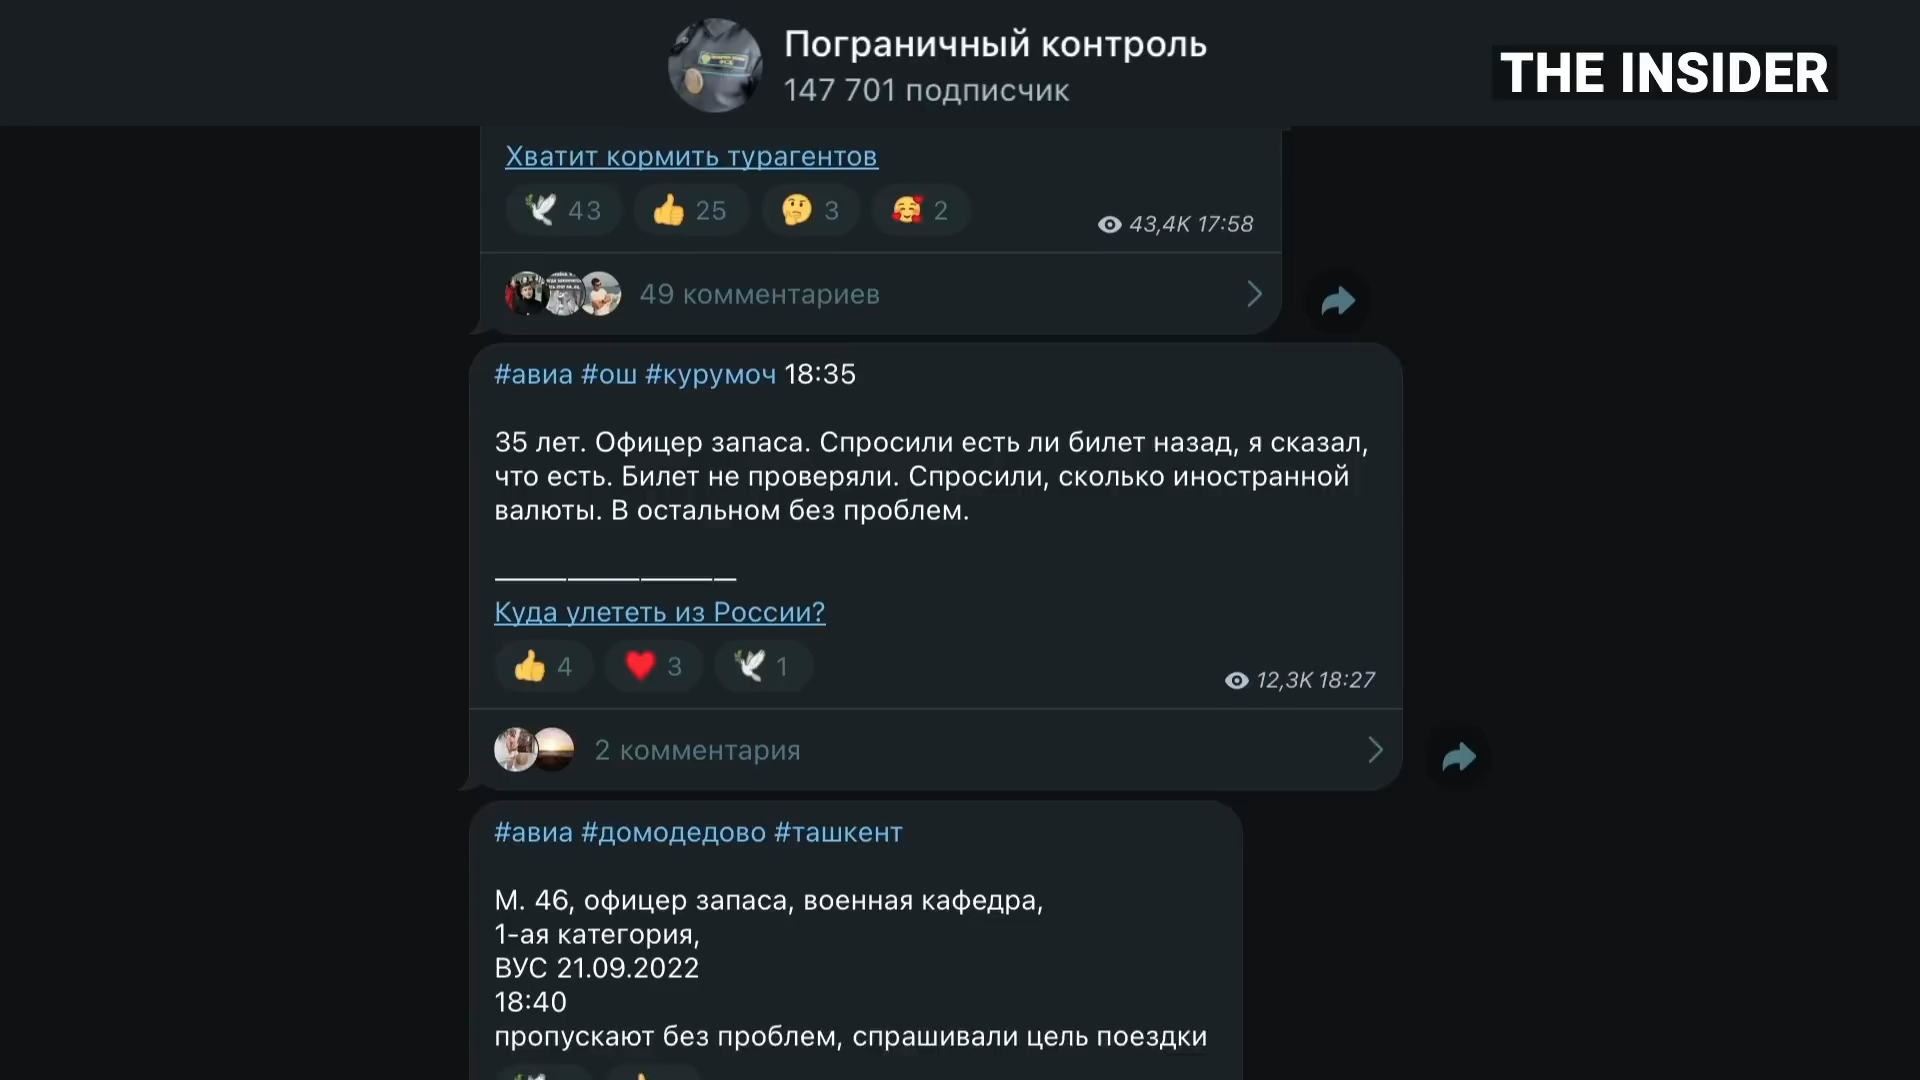 Пограничный контроль
147 701 подписчик
THE INSIDER
Хватит кормить турагентов
43 25 3 2
43,4K 17:58
49 комментариев
#авиа #ош #курумоч 18:35
35 лет. Офицер запаса. Спросили есть ли билет назад, я сказал,
что есть. Билет не проверяли. Спросили, сколько иностранной
валюты. В остальном без проблем.
Куда улететь из России?
4 3 1
12,3K 18:27
2 комментария
#авиа #домодедово #ташкент
М. 46, офицер запаса, военная кафедра,
1-ая категория,
ВУС 21.09.2022
18:40
пропускают без проблем, спрашивали цель поездки